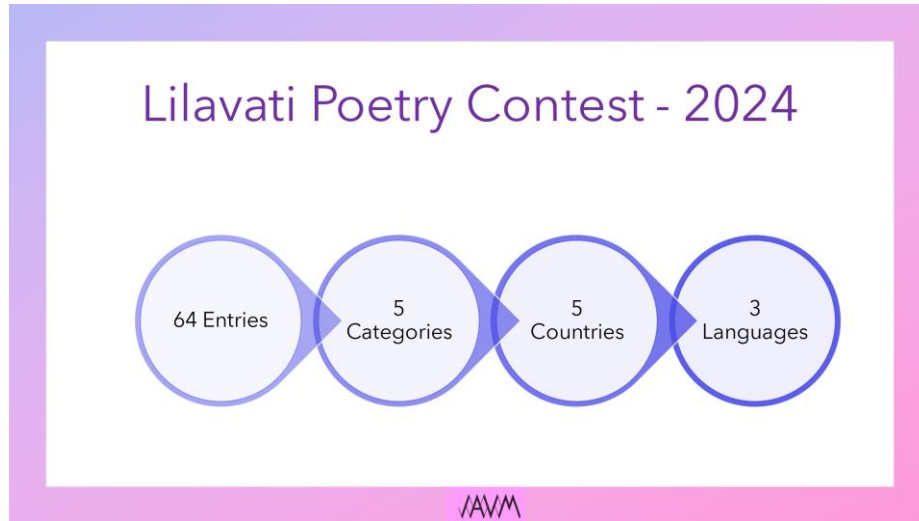 Lilavati Poetry Contest - 2024
64 Entries
5
Categories
5
Countries
3
Languages